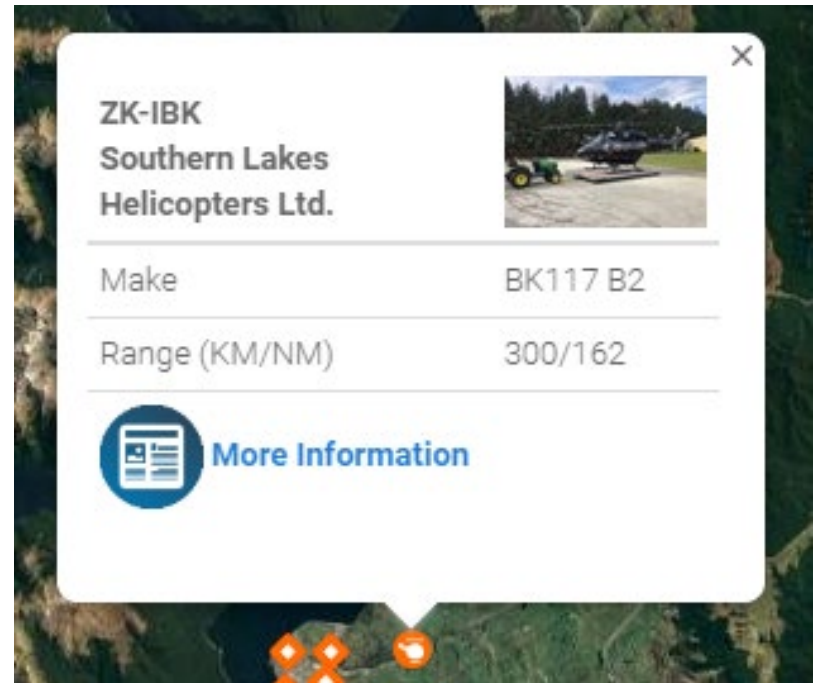 ZK-IBK
Southern Lakes
Helicopters Ltd.
Make BK117 B2
Range (KM/NM) 300/162
More Information